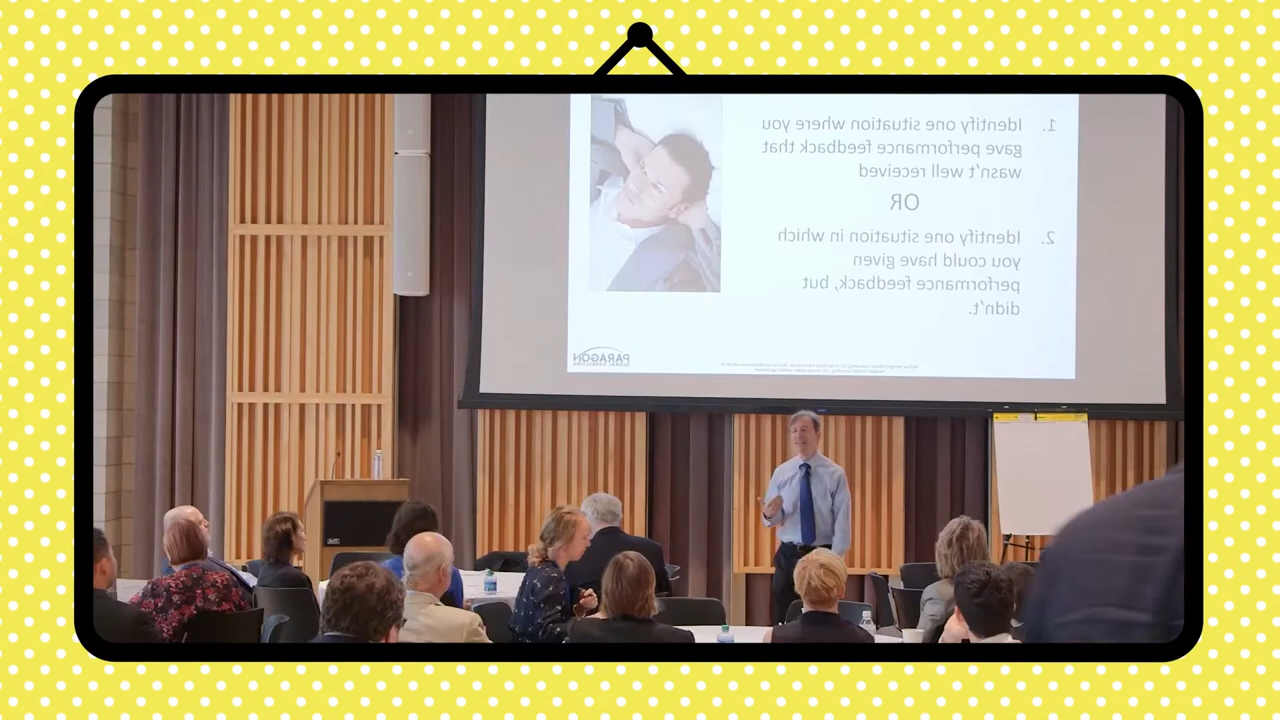 1. Identify one situation where you
gave performance feedback that
wasn't well received
OR
2. Identify one situation in which
you could have given
performance feedback, but
didn't.
PARAGON